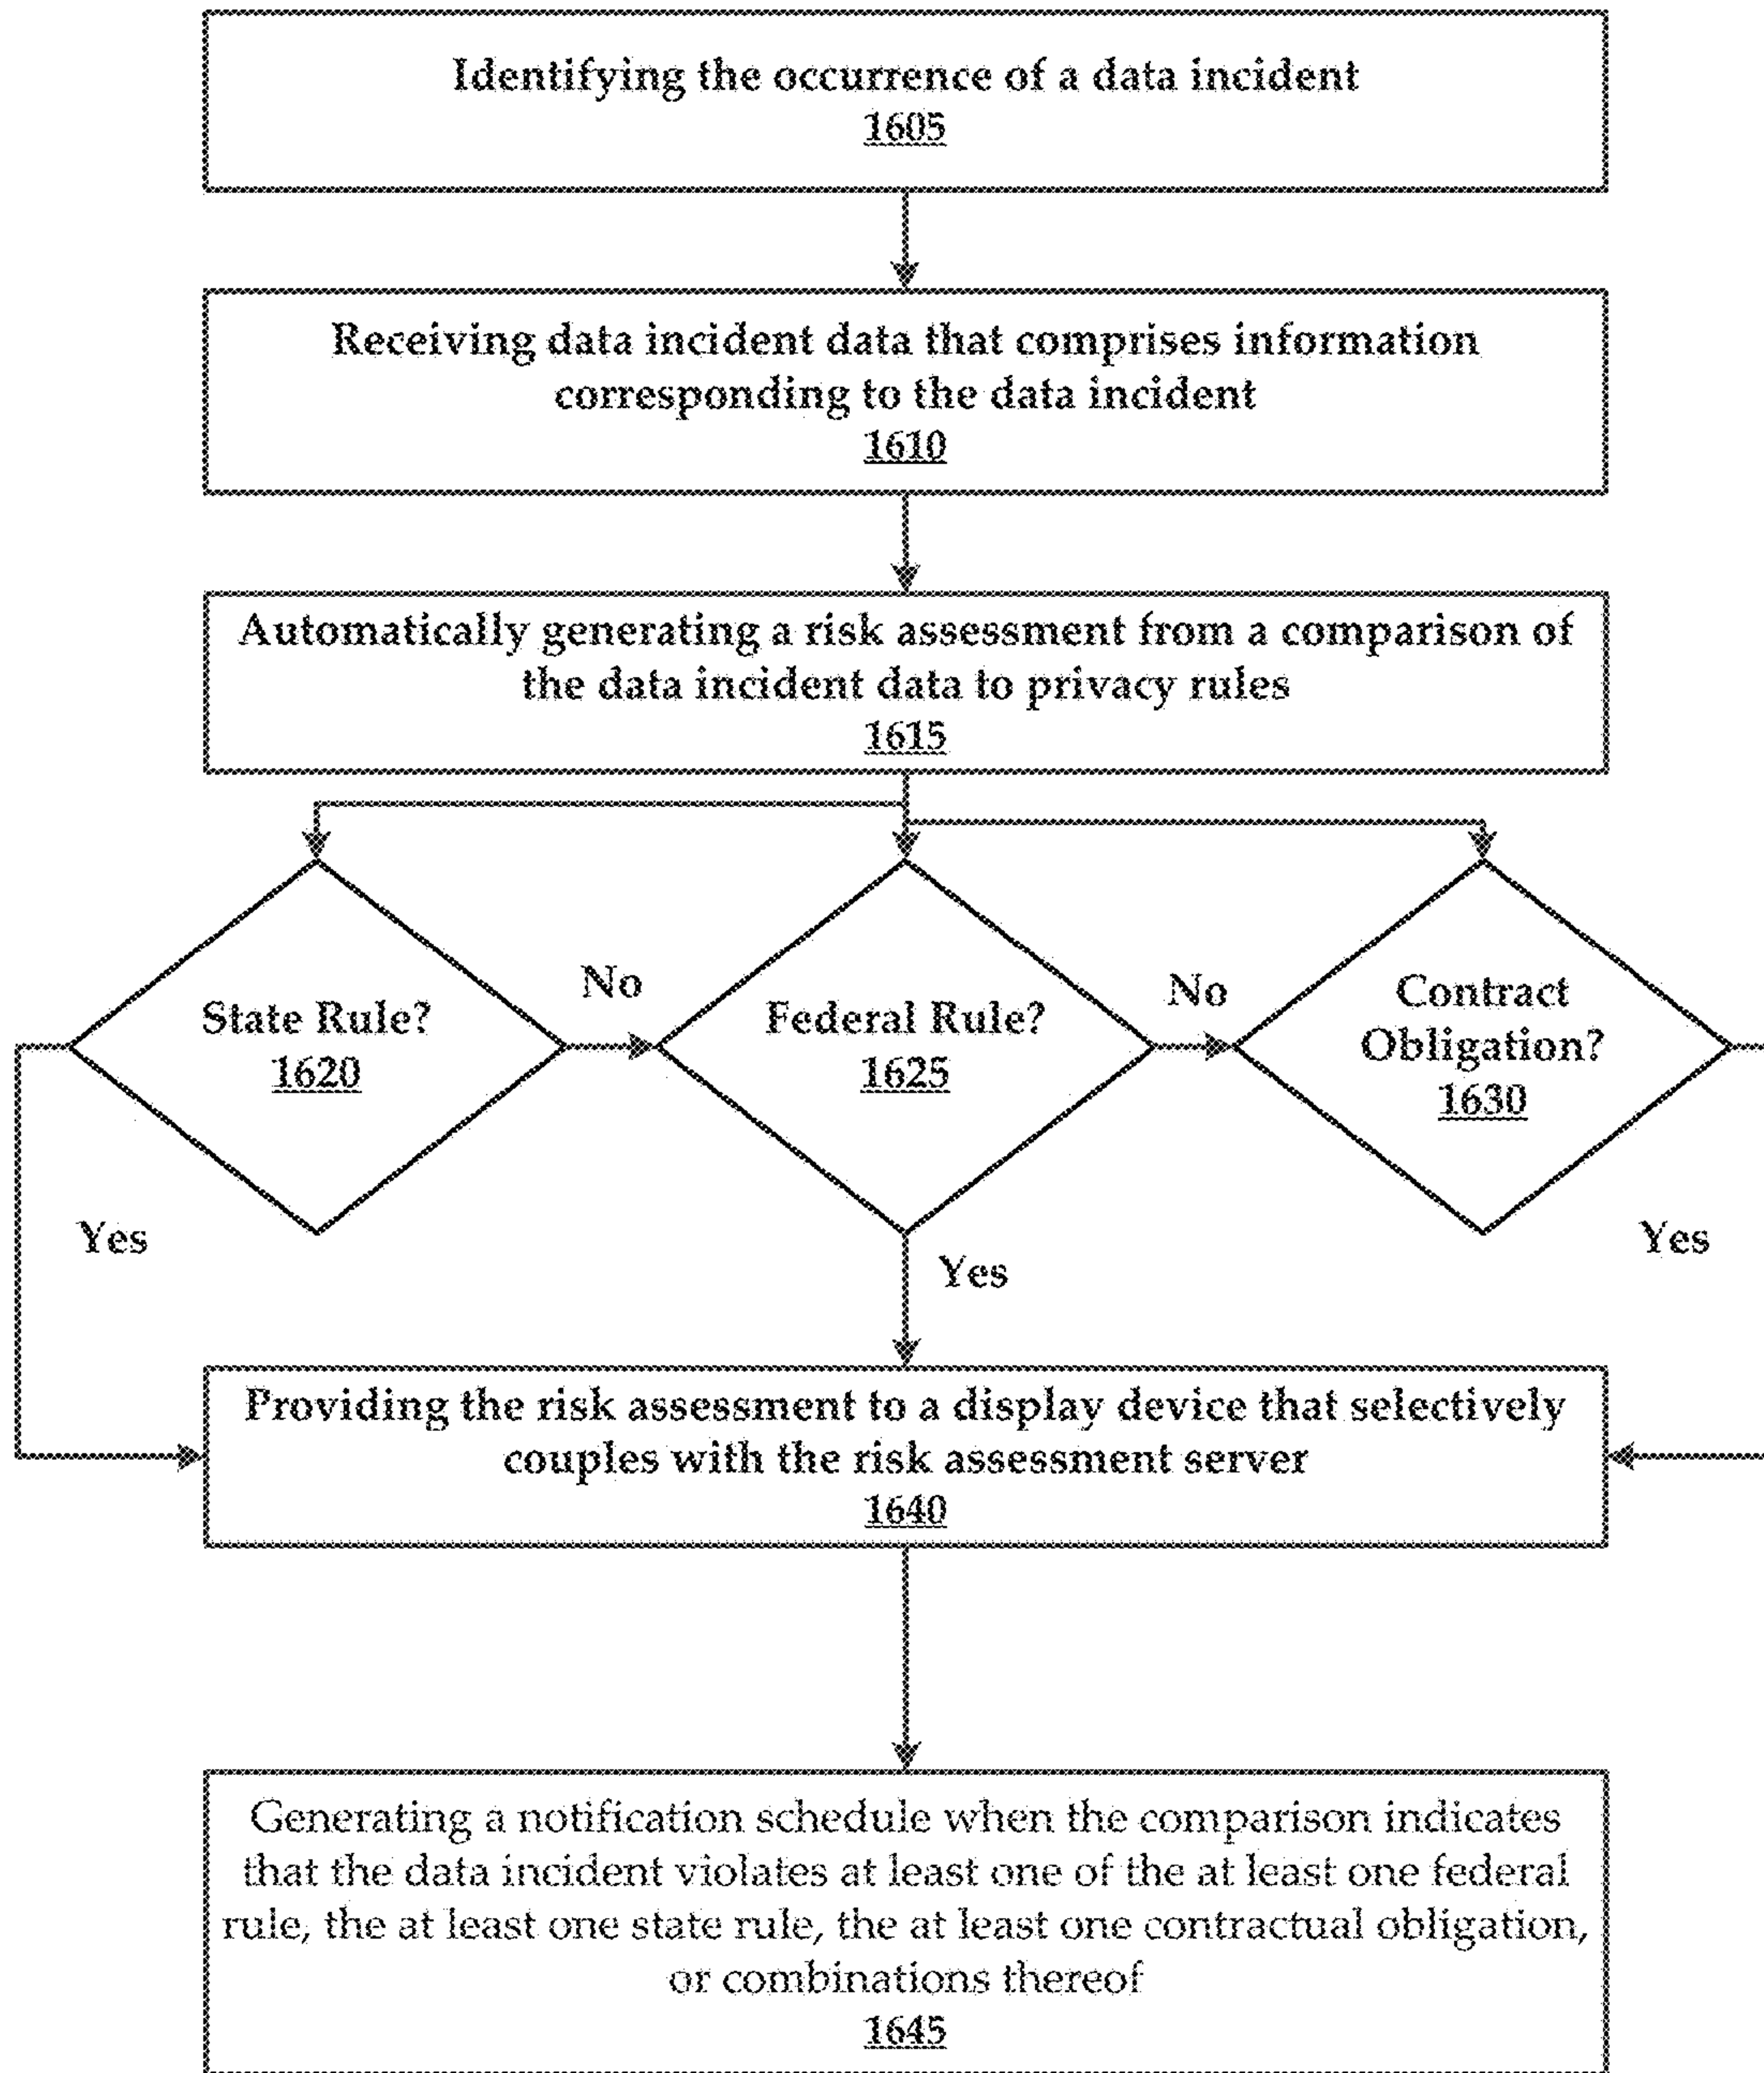 Identifying the occurrence of a data incident
1605
Receiving data incident data that comprises information
corresponding to the data incident
1610
Automatically generating a risk assessment from a comparison of
the data incident data to privacy rules
1615
State Rule?
1620
No
Federal Rule?
1625
No
Contract
Obligation?
1630
Yes
Yes
Yes
Providing the risk assessment to a display device that selectively
couples with the risk assessment server
1640
Generating a notification schedule when the comparison indicates
that the data incident violates at least one of the at least one federal
rule, the at least one state rule, the at least one contractual obligation,
or combinations thereof
1645